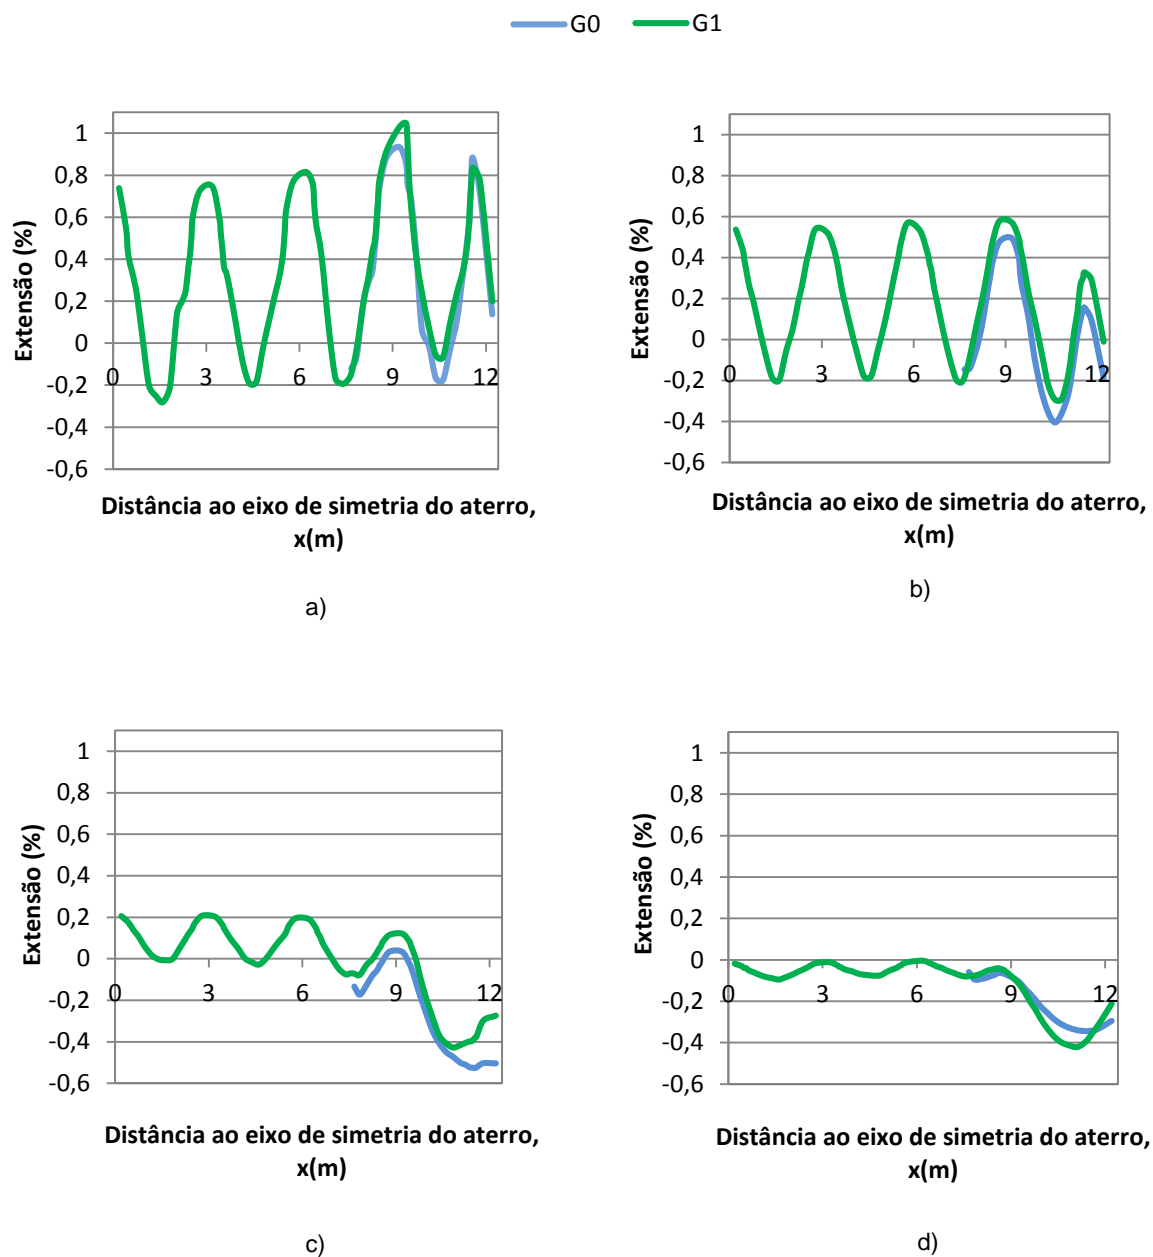 G0 G1
1
0,8
0,6
0,4
0,2
0
-0,2
-0,4
-0,6
0 3 6 9 12
Extensão (%)
Distância ao eixo de simetria do aterro,
x(m)
a)
1
0,8
0,6
0,4
0,2
0
-0,2
-0,4
-0,6
0 3 6 9 12
Extensão (%)
Distância ao eixo de simetria do aterro,
x(m)
b)
1
0,8
0,6
0,4
0,2
0
-0,2
-0,4
-0,6
0 3 6 9 12
Extensão (%)
Distância ao eixo de simetria do aterro,
x(m)
c)
1
0,8
0,6
0,4
0,2
0
-0,2
-0,4
-0,6
0 3 6 9 12
Extensão (%)
Distância ao eixo de simetria do aterro,
x(m)
d)